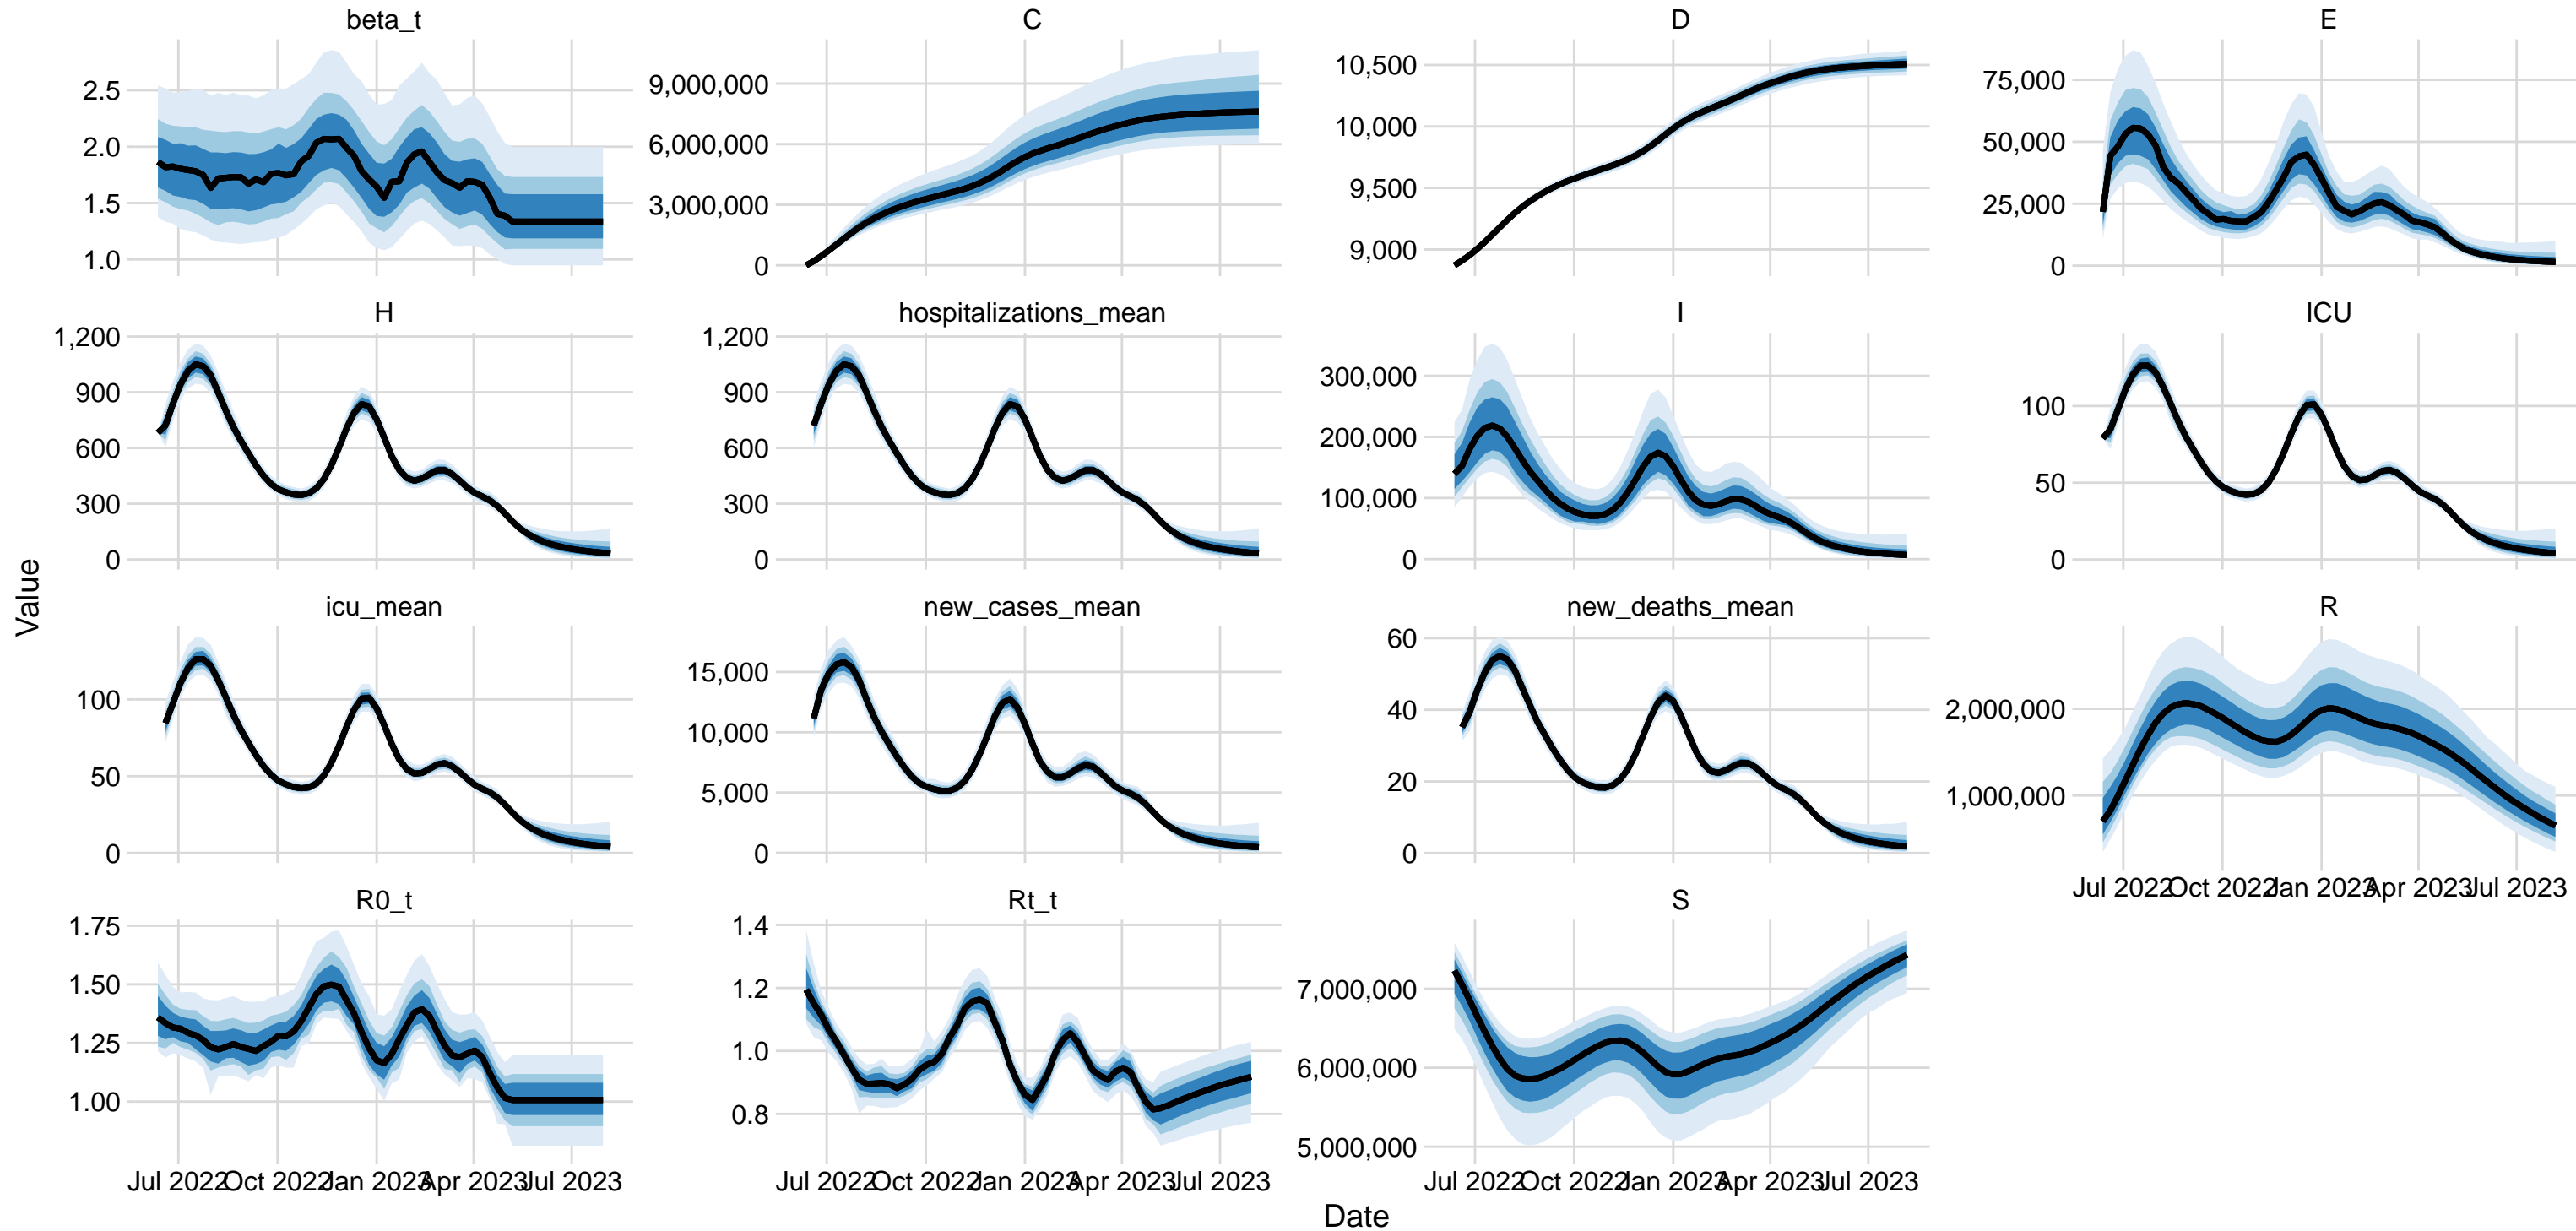 beta_t
C
D
E
2.5
2.0
1.5
1.0
9,000,000
6,000,000
3,000,000
0
10,500
10,000
9,500
9,000
75,000
50,000
25,000
0
H
hospitalizations_mean
I
ICU
1,200
900
600
300
0
1,200
900
600
300
0
300,000
200,000
100,000
0
100
50
0
icu_mean
new_cases_mean
new_deaths_mean
R
100
50
0
15,000
10,000
5,000
0
60
40
20
0
2,000,000
1,000,000
Jul 2022 Oct 2022 Jan 2023 Apr 2023 Jul 2023
R0_t
Rt_t
S
1.75
1.50
1.25
1.00
1.4
1.2
1.0
0.8
7,000,000
6,000,000
5,000,000
Jul 2022 Oct 2022 Jan 2023 Apr 2023 Jul 2023
Jul 2022 Oct 2022 Jan 2023 Apr 2023 Jul 2023
Jul 2022 Oct 2022 Jan 2023 Apr 2023 Jul 2023
Value
Date